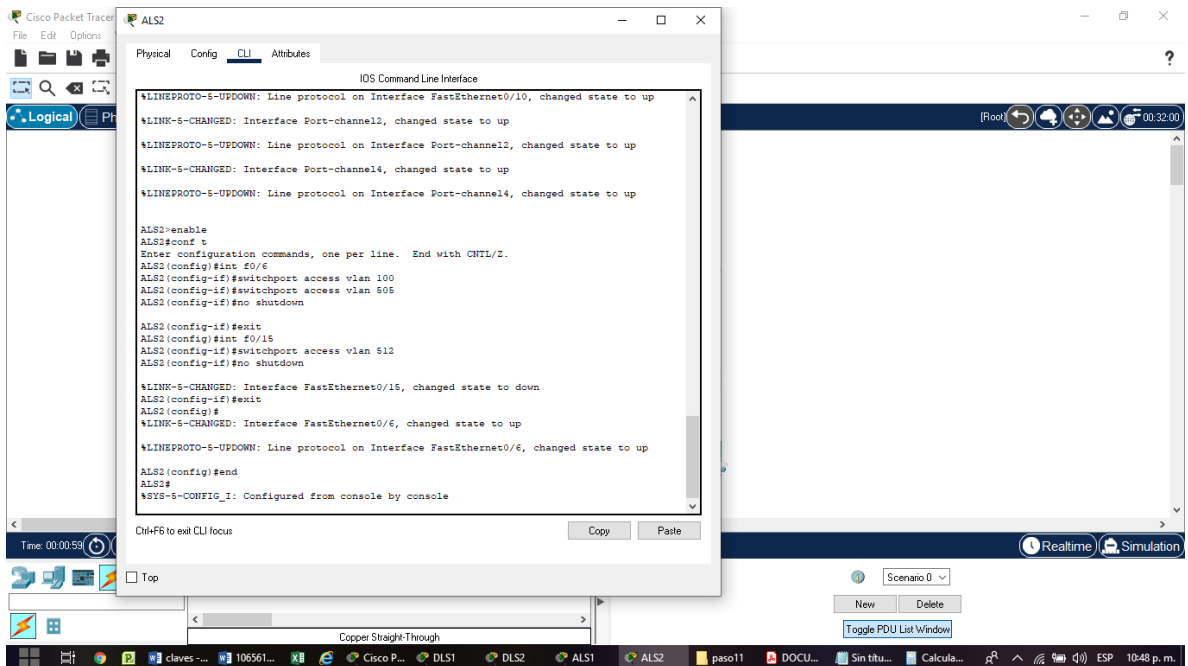 Cisco Packet Tracer
File Edit Options
?
Logical
[Root]
00:32:00
ALS2
Physical Config CLI Attributes
IOS Command Line Interface
%LINEPROTO-5-UPDOWN: Line protocol on Interface FastEthernet0/10, changed state to up
%LINK-5-CHANGED: Interface Port-channel2, changed state to up
%LINEPROTO-5-UPDOWN: Line protocol on Interface Port-channel2, changed state to up
%LINK-5-CHANGED: Interface Port-channel4, changed state to up
%LINEPROTO-5-UPDOWN: Line protocol on Interface Port-channel4, changed state to up
ALS2>enable
ALS2#conf t
Enter configuration commands, one per line.  End with CNTL/Z.
ALS2(config)#int f0/6
ALS2(config-if)#switchport access vlan 100
ALS2(config-if)#switchport access vlan 505
ALS2(config-if)#no shutdown
ALS2(config-if)#exit
ALS2(config)#int f0/15
ALS2(config-if)#switchport access vlan 512
ALS2(config-if)#no shutdown
%LINK-5-CHANGED: Interface FastEthernet0/15, changed state to down
ALS2(config-if)#exit
ALS2(config)#
%LINK-5-CHANGED: Interface FastEthernet0/6, changed state to up
%LINEPROTO-5-UPDOWN: Line protocol on Interface FastEthernet0/6, changed state to up
ALS2(config)#end
ALS2#
%SYS-5-CONFIG_I: Configured from console by console
Ctrl+F6 to exit CLI focus
Copy Paste
Top
Time: 00:00:59
Realtime Simulation
Scenario 0
New Delete
Toggle PDU List Window
Copper Straight-Through
claves -... 106561... Cisco P... DLS1 DLS2 ALS1 ALS2 paso11 DOCU... Sin títu... Calcula... ESP 10:48 p. m.